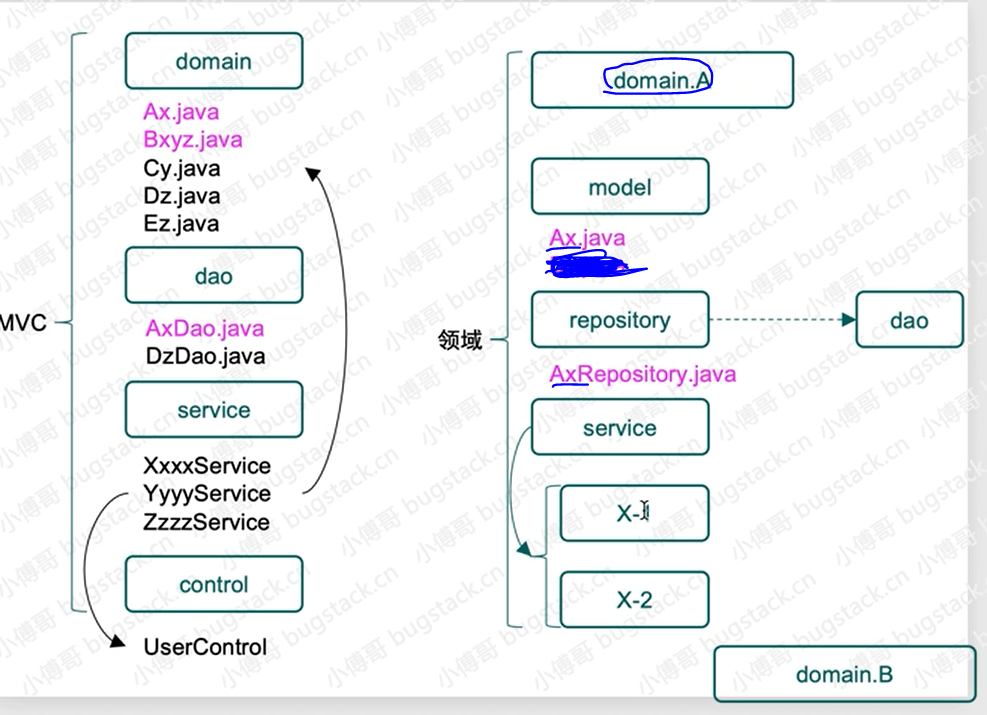 MVC
domain
Ax.java
Bxyz.java
Cy.java
Dz.java
Ez.java
dao
AxDao.java
DzDao.java
service
XxxxService
YyyyService
ZzzzService
control
UserControl
领域
domain.A
model
Ax.java
repository
dao
AxRepository.java
service
X-1
X-2
domain.B
小傅哥 bugstack.cn